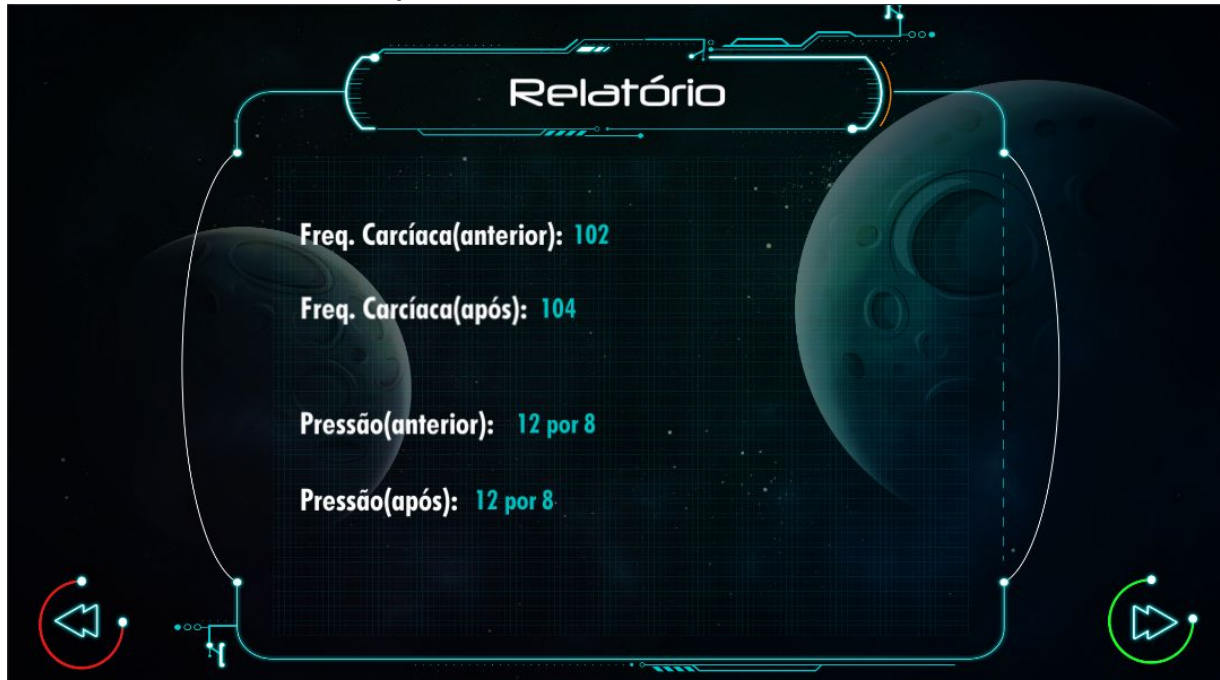 Relatório
Freq. Carcíaca(anterior): 102
Freq. Carcíaca(após): 104
Pressão(anterior): 12 por 8
Pressão(após): 12 por 8